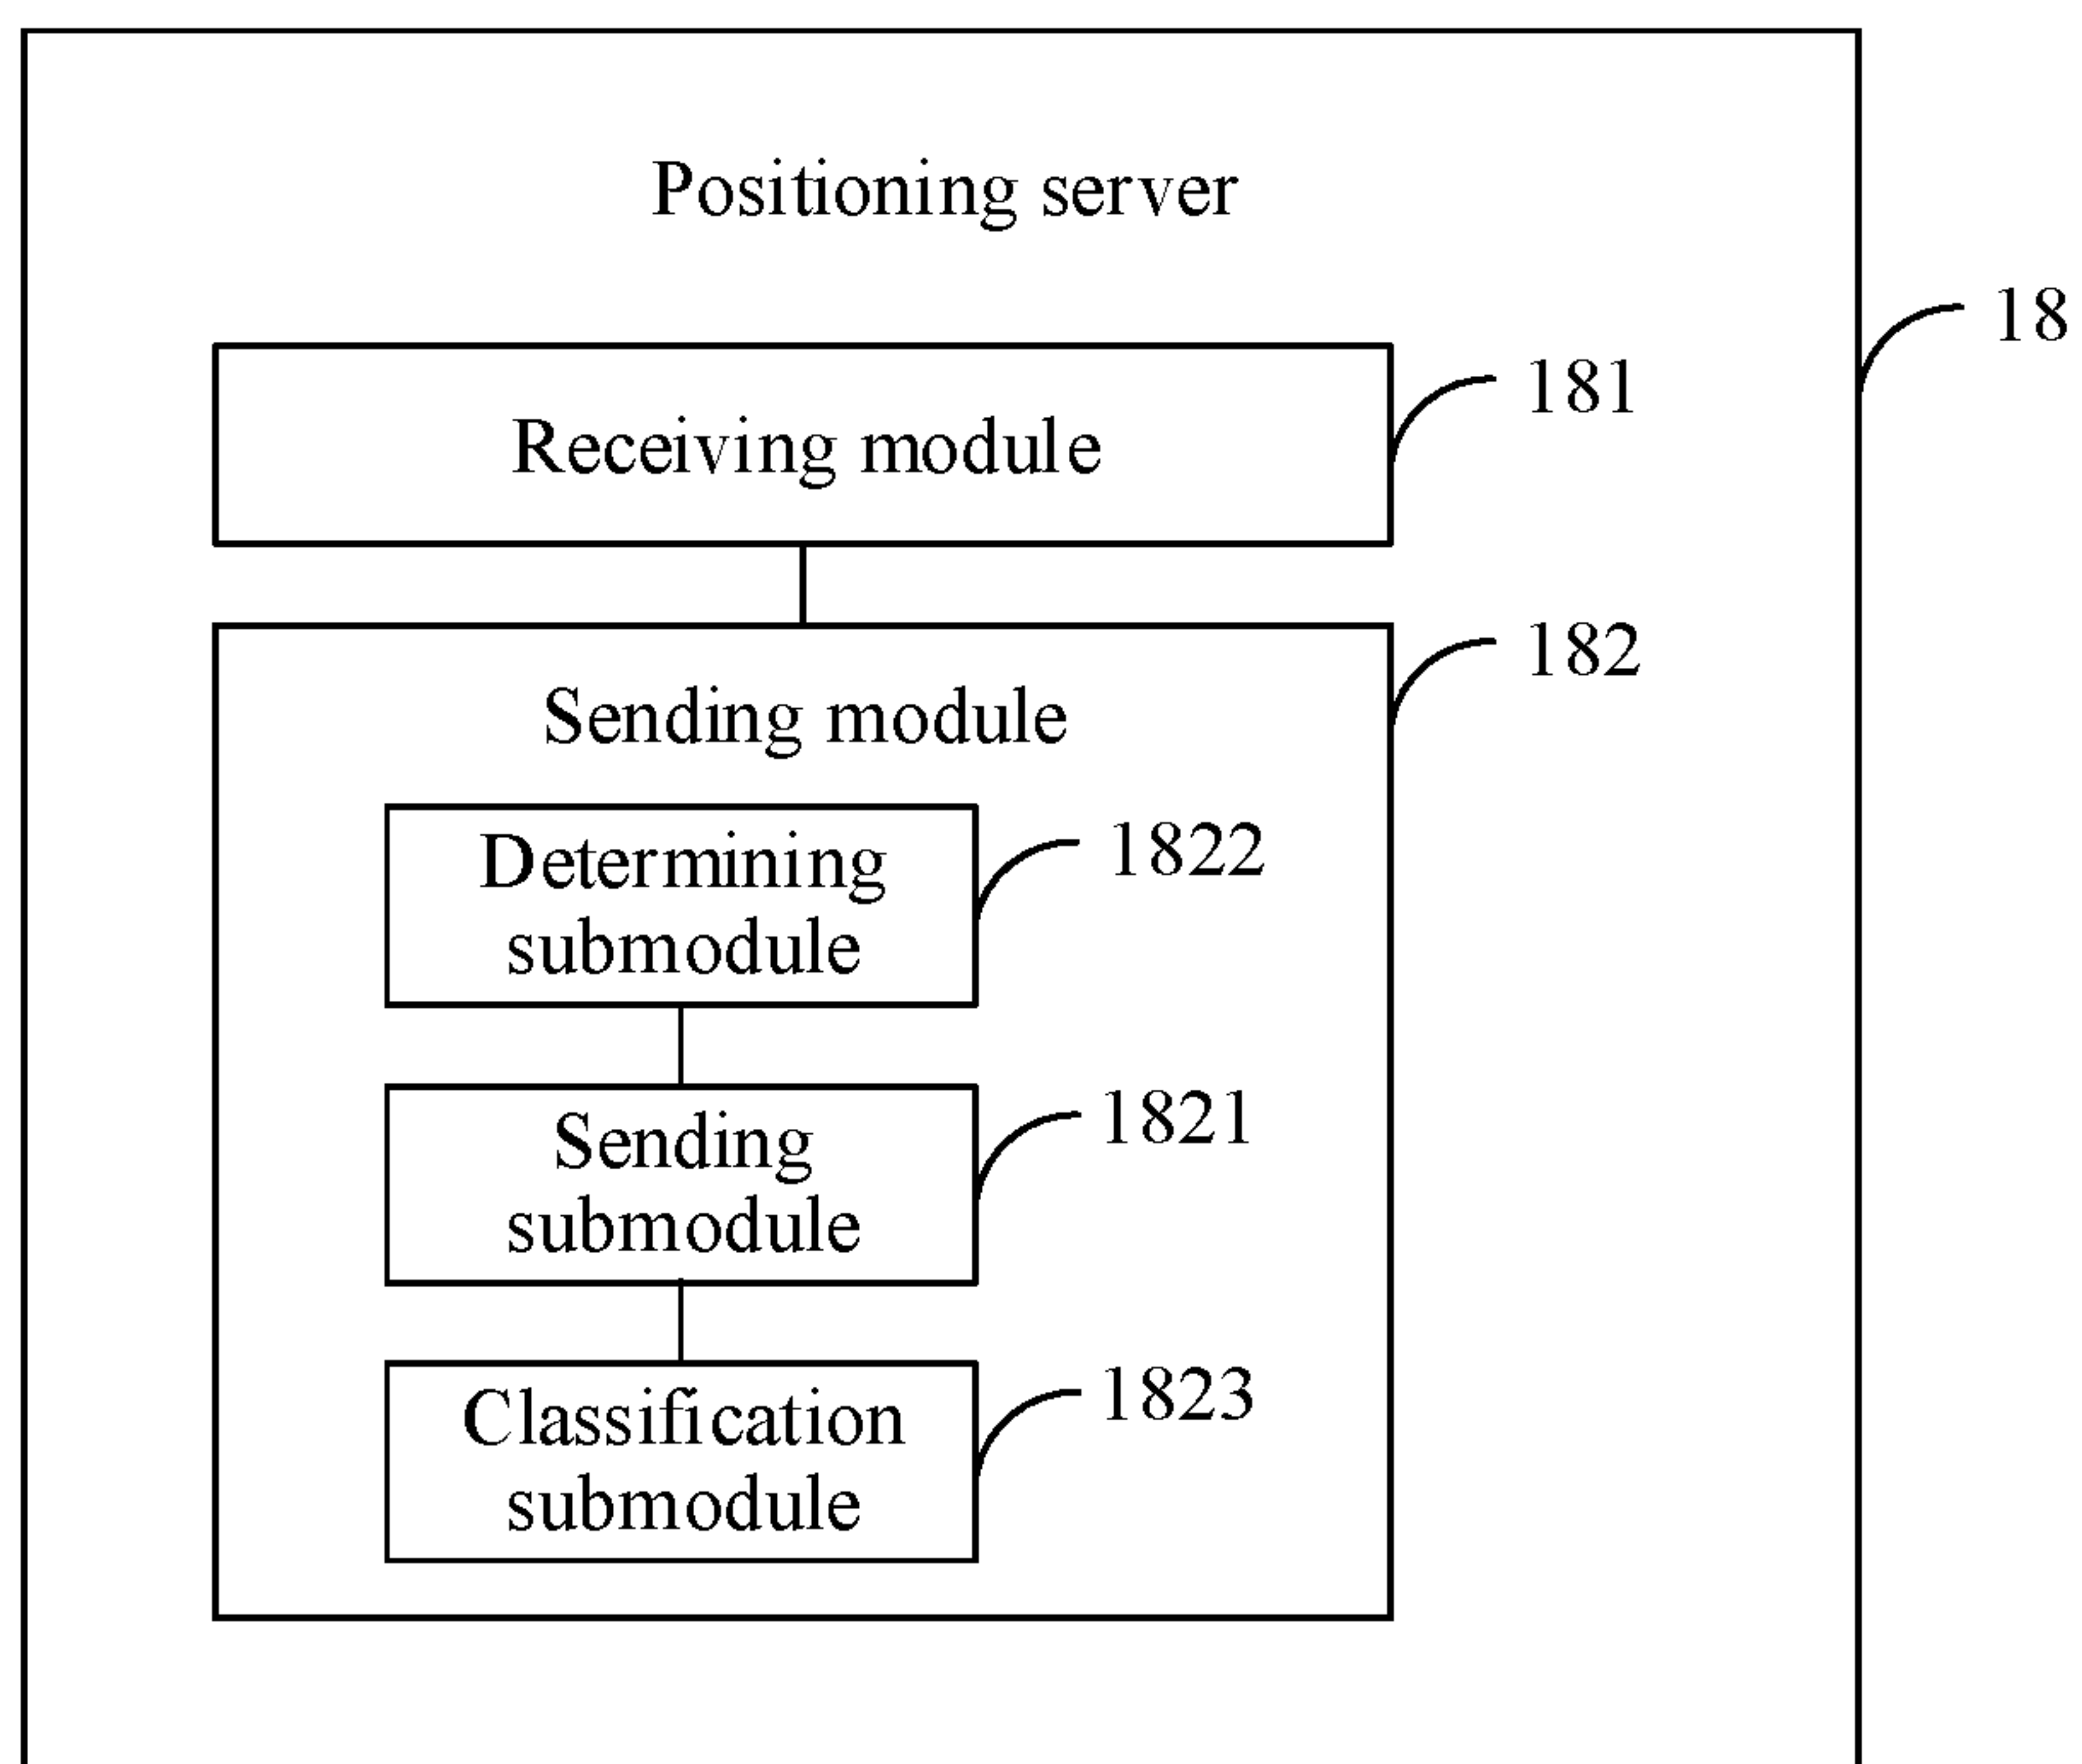 Positioning server
18
Receiving module
181
Sending module
182
Determining
submodule
1822
Sending
submodule
1821
Classification
submodule
1823